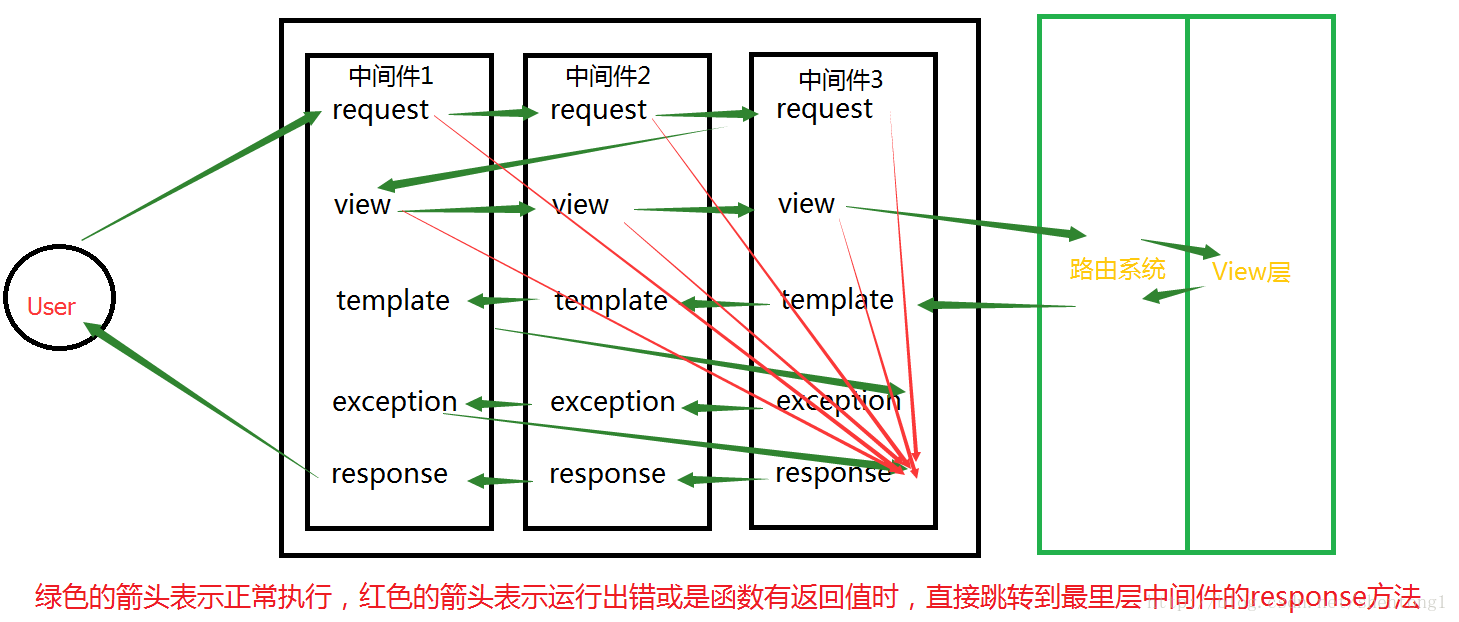 中间件1 中间件2 中间件3
request request request
view view view
路由系统 View层
User
template template template
exception exception exception
response response response
绿色的箭头表示正常执行，红色的箭头表示运行出错或是函数有返回值时，直接跳转到最里层中间件的response方法